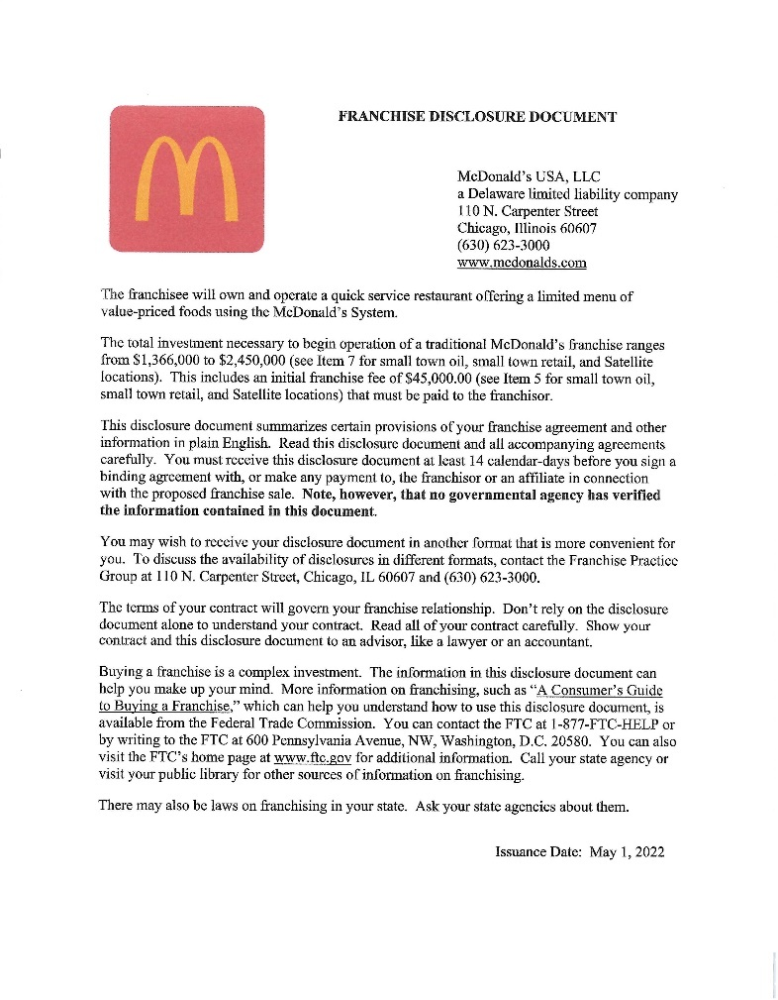 FRANCHISE DISCLOSURE DOCUMENT
McDonald's USA, LLC
a Delaware limited liability company
110 N. Carpenter Street
Chicago, Illinois 60607
(630) 623-3000
www.mcdonalds.com
The franchisee will own and operate a quick service restaurant offering a limited menu of
value-priced foods using the McDonald's System.
The total investment necessary to begin operation of a traditional McDonald's franchise ranges
from $1,366,000 to $2,450,000 (see Item 7 for small town oil, small town retail, and Satellite
locations).  This includes an initial franchise fee of $45,000.00 (see Item 5 for small town oil,
small town retail, and Satellite locations) that must be paid to the franchisor.
This disclosure document summarizes certain provisions of your franchise agreement and other
information in plain English.  Read this disclosure document and all accompanying agreements
carefully.  You must receive this disclosure document at least 14 calendar-days before you sign a
binding agreement with, or make any payment to, the franchisor or an affiliate in connection
with the proposed franchise sale.  Note, however, that no governmental agency has verified
the information contained in this document.
You may wish to receive your disclosure document in another format that is more convenient for
you.  To discuss the availability of disclosures in different formats, contact the Franchise Practice
Group at 110 N. Carpenter Street, Chicago, IL 60607 and (630) 623-3000.
The terms of your contract will govern your franchise relationship.  Don't rely on the disclosure
document alone to understand your contract.  Read all of your contract carefully.  Show your
contract and this disclosure document to an advisor, like a lawyer or an accountant.
Buying a franchise is a complex investment.  The information in this disclosure document can
help you make up your mind.  More information on franchising, such as "A Consumer's Guide
to Buying a Franchise," which can help you understand how to use this disclosure document, is
available from the Federal Trade Commission.  You can contact the FTC at 1-877-FTC-HELP or
by writing to the FTC at 600 Pennsylvania Avenue, NW, Washington, D.C. 20580.  You can also
visit the FTC's home page at www.ftc.gov for additional information.  Call your state agency or
visit your public library for other sources of information on franchising.
There may also be laws on franchising in your state.  Ask your state agencies about them.
Issuance Date:  May 1, 2022